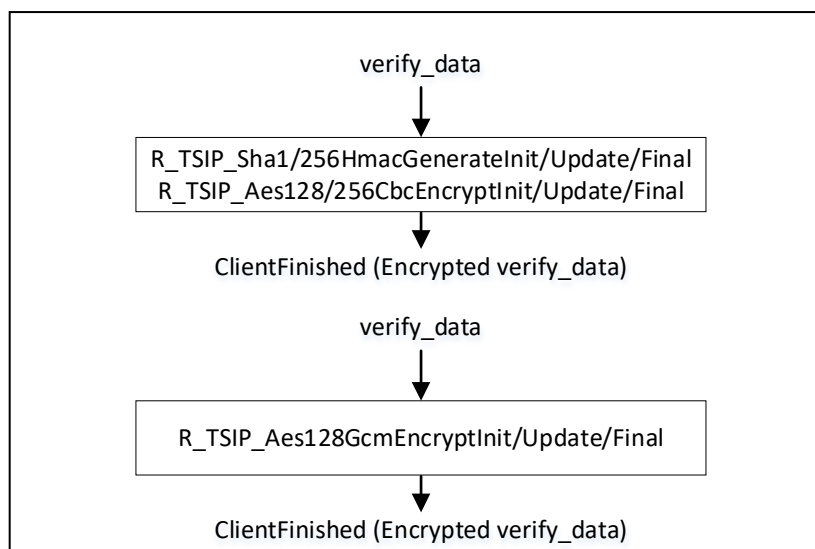 verify_data
R_TSIP_Sha1/256HmacGenerateInit/Update/Final
R_TSIP_Aes128/256CbcEncryptInit/Update/Final
ClientFinished (Encrypted verify_data)
verify_data
R_TSIP_Aes128GcmEncryptInit/Update/Final
ClientFinished (Encrypted verify_data)